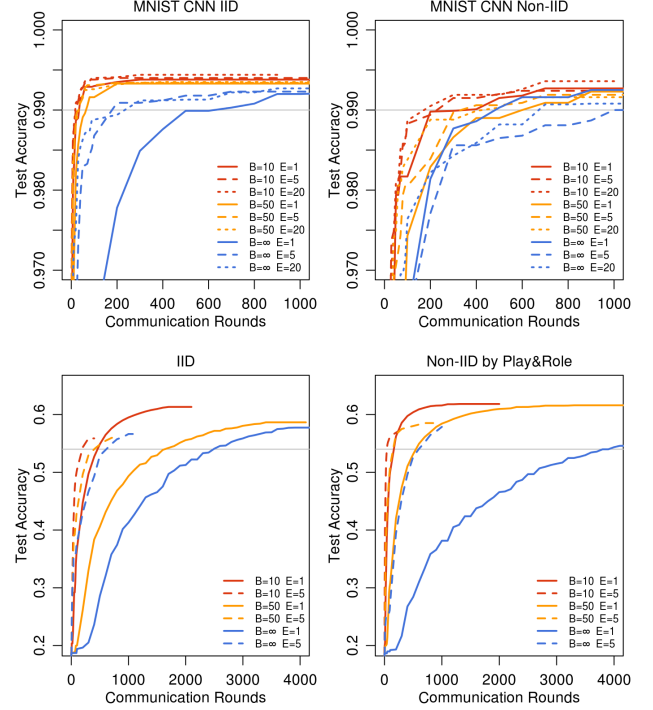 MNIST CNN IID
Test Accuracy
1.000
0.990
0.980
0.970
B=10 E=1
B=10 E=5
B=10 E=20
B=50 E=1
B=50 E=5
B=50 E=20
B=∞ E=1
B=∞ E=5
B=∞ E=20
0 200 400 600 800 1000
Communication Rounds
MNIST CNN Non-IID
Test Accuracy
1.000
0.990
0.980
0.970
B=10 E=1
B=10 E=5
B=10 E=20
B=50 E=1
B=50 E=5
B=50 E=20
B=∞ E=1
B=∞ E=5
B=∞ E=20
0 200 400 600 800 1000
Communication Rounds
IID
Test Accuracy
0.6
0.5
0.4
0.3
0.2
B=10 E=1
B=10 E=5
B=50 E=1
B=50 E=5
B=∞ E=1
B=∞ E=5
0 1000 2000 3000 4000
Communication Rounds
Non-IID by Play&Role
Test Accuracy
0.6
0.5
0.4
0.3
0.2
B=10 E=1
B=10 E=5
B=50 E=1
B=50 E=5
B=∞ E=1
B=∞ E=5
0 1000 2000 3000 4000
Communication Rounds